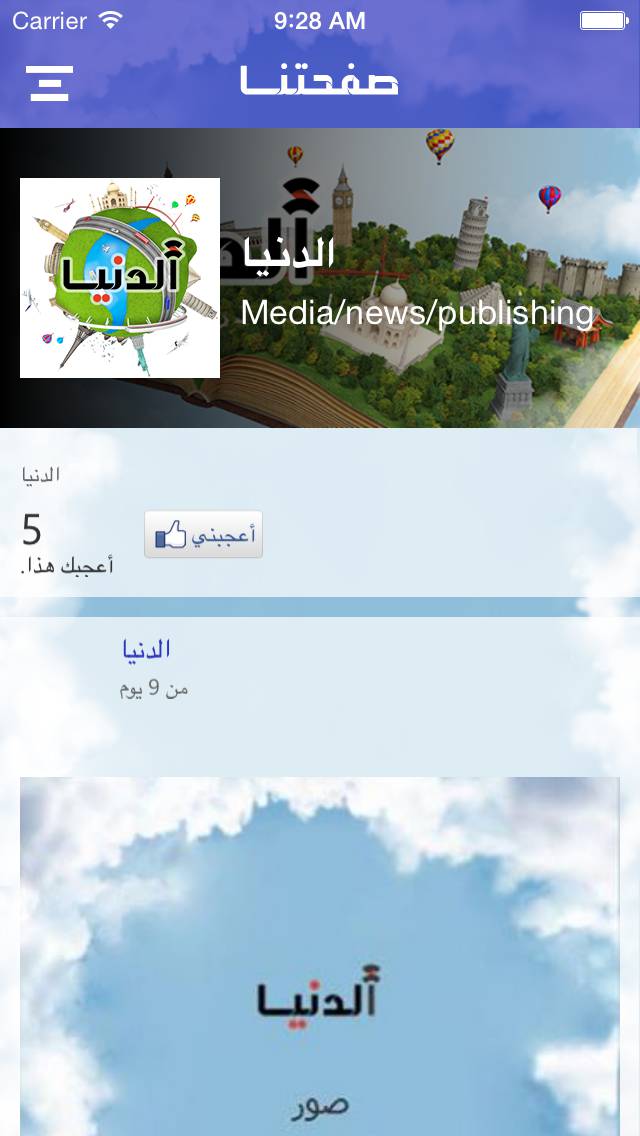 Carrier 9:28 AM
صفحتنا
الدنيا
الدنيا
الدنيا
Media/news/publishing
الدنيا
5
أعجبني
أعجبك هذا.
الدنيا
من 9 يوم
الدنيا
صور